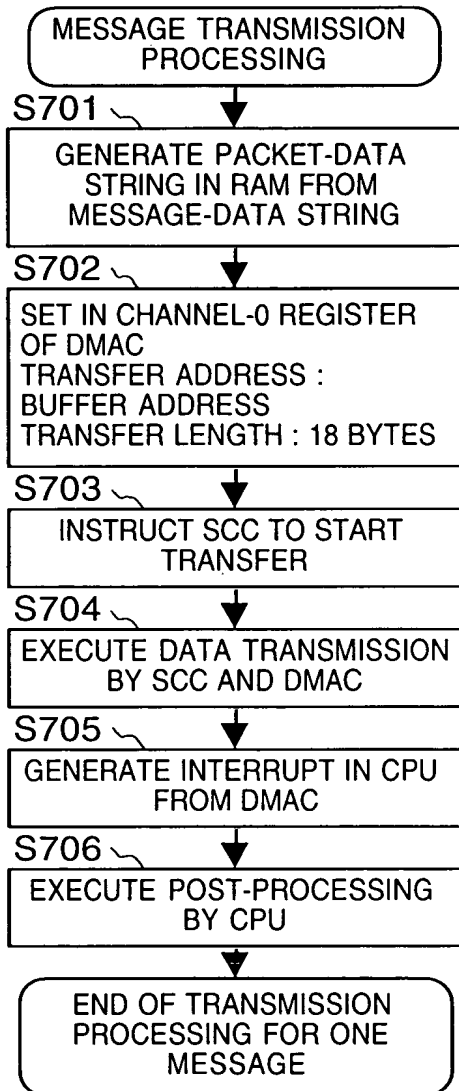 MESSAGE TRANSMISSION
PROCESSING
S701
GENERATE PACKET-DATA
STRING IN RAM FROM
MESSAGE-DATA STRING
S702
SET IN CHANNEL-0 REGISTER
OF DMAC
TRANSFER ADDRESS :
BUFFER ADDRESS
TRANSFER LENGTH : 18 BYTES
S703
INSTRUCT SCC TO START
TRANSFER
S704
EXECUTE DATA TRANSMISSION
BY SCC AND DMAC
S705
GENERATE INTERRUPT IN CPU
FROM DMAC
S706
EXECUTE POST-PROCESSING
BY CPU
END OF TRANSMISSION
PROCESSING FOR ONE
MESSAGE